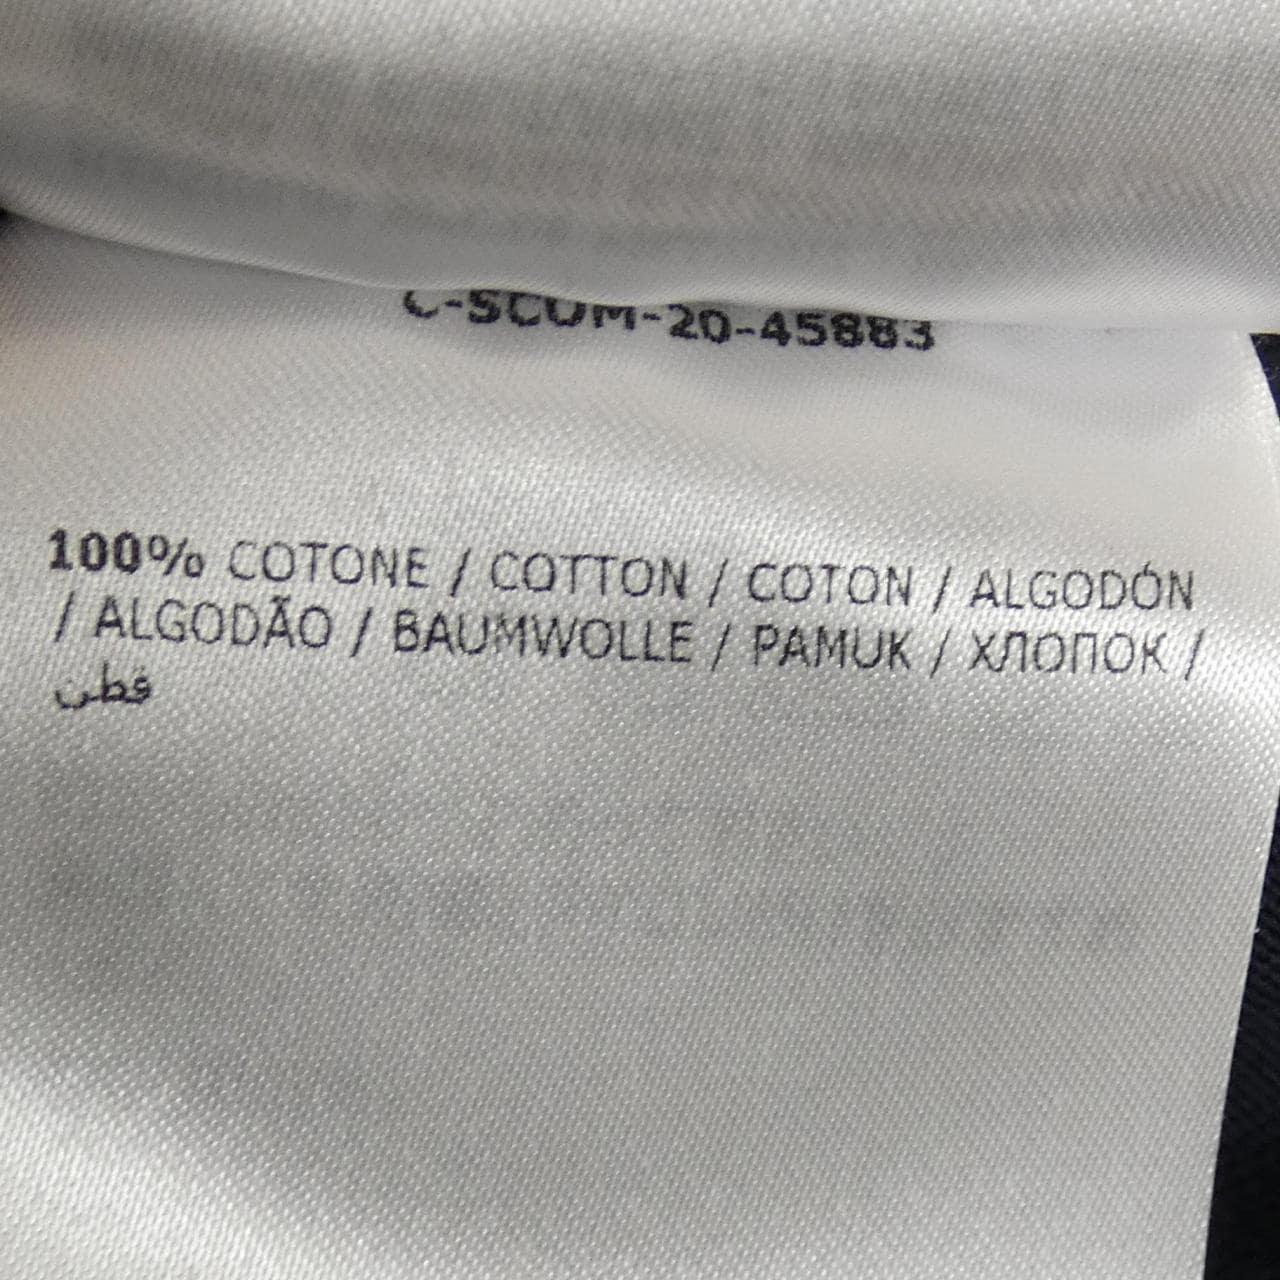 C-SCOM-20-45883
100% COTONE / COTTON / COTON / ALGODÓN
/ ALGODÃO / BAUMWOLLE / PAMUK / ХЛОПОК /
قطن